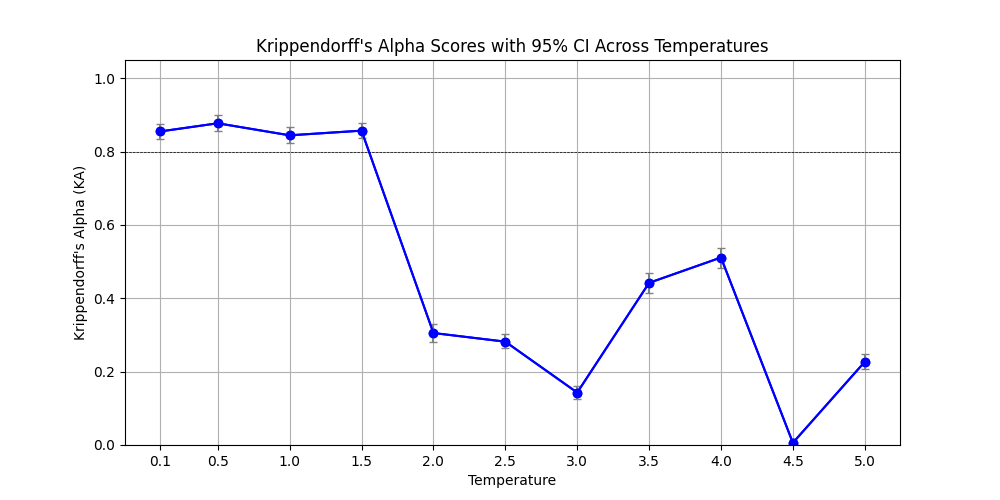 Krippendorff's Alpha Scores with 95% CI Across Temperatures
Krippendorff's Alpha (KA)
1.0
0.8
0.6
0.4
0.2
0.0
0.1 0.5 1.0 1.5 2.0 2.5 3.0 3.5 4.0 4.5 5.0
Temperature